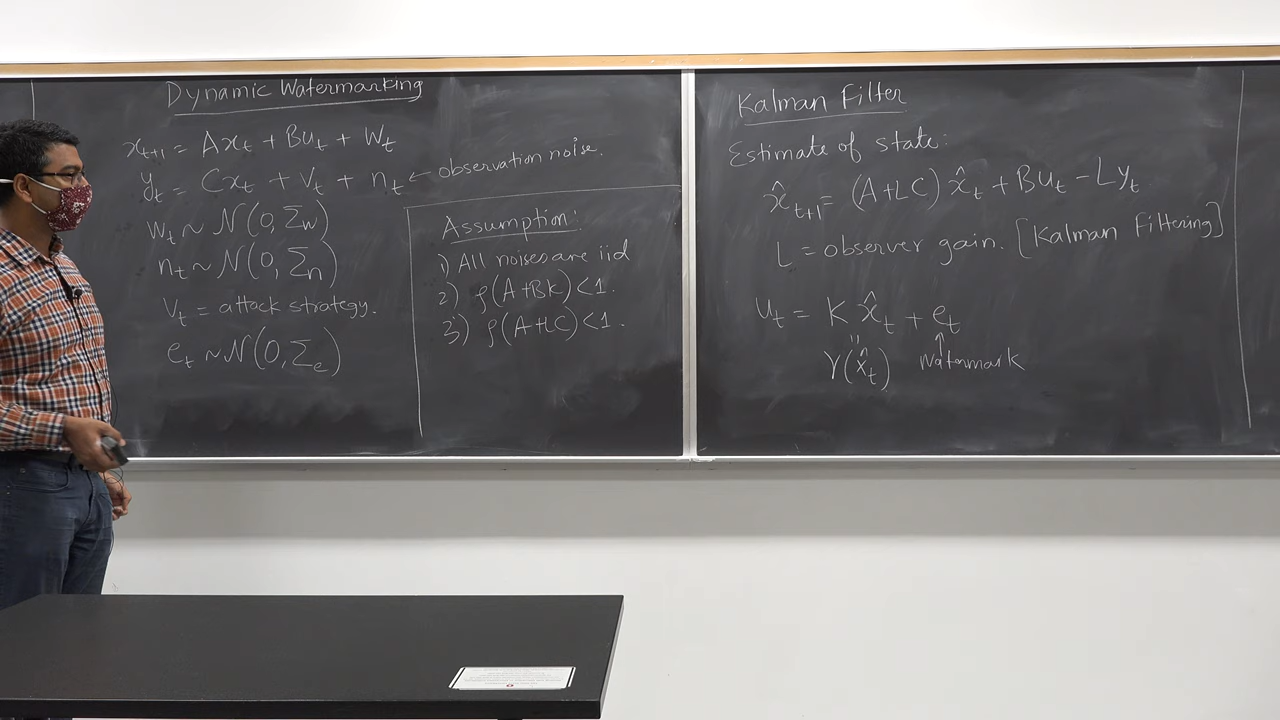 Dynamic Watermarking
x_{t+1} = Ax_t + Bu_t + w_t
y_t = Cx_t + v_t + n_t ← observation noise.
w_t ~ N(0, Σ_w)
n_t ~ N(0, Σ_n)
v_t = attack strategy.
e_t ~ N(0, Σ_e)
Assumption:
1) All noises are iid
2) ρ(A+BK) < 1.
3) ρ(A+LC) < 1.
Kalman Filter
Estimate of state:
x̂_{t+1} = (A+LC) x̂_t + Bu_t - Ly_t.
L = observer gain. [Kalman Filtering]
u_t = K x̂_t + e_t
γ(x̂_t) watermark